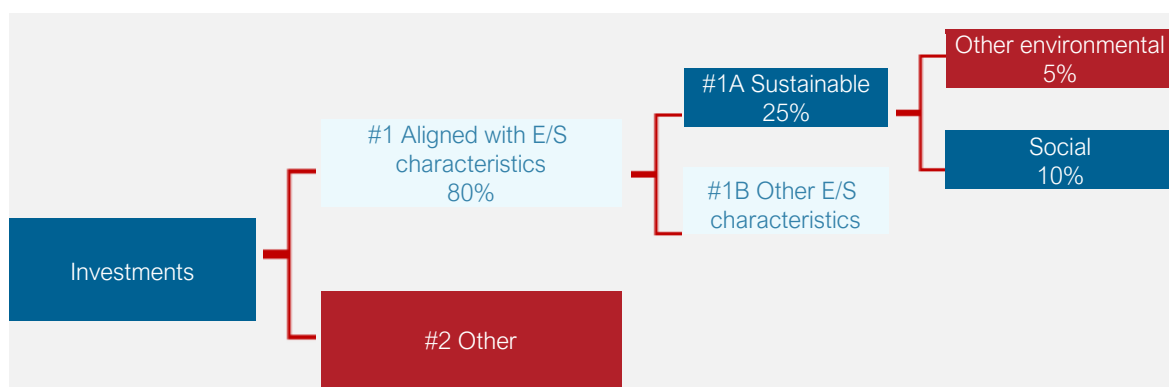 Investments
#1 Aligned with E/S
characteristics
80%
#2 Other
#1A Sustainable
25%
#1B Other E/S
characteristics
Other environmental
5%
Social
10%